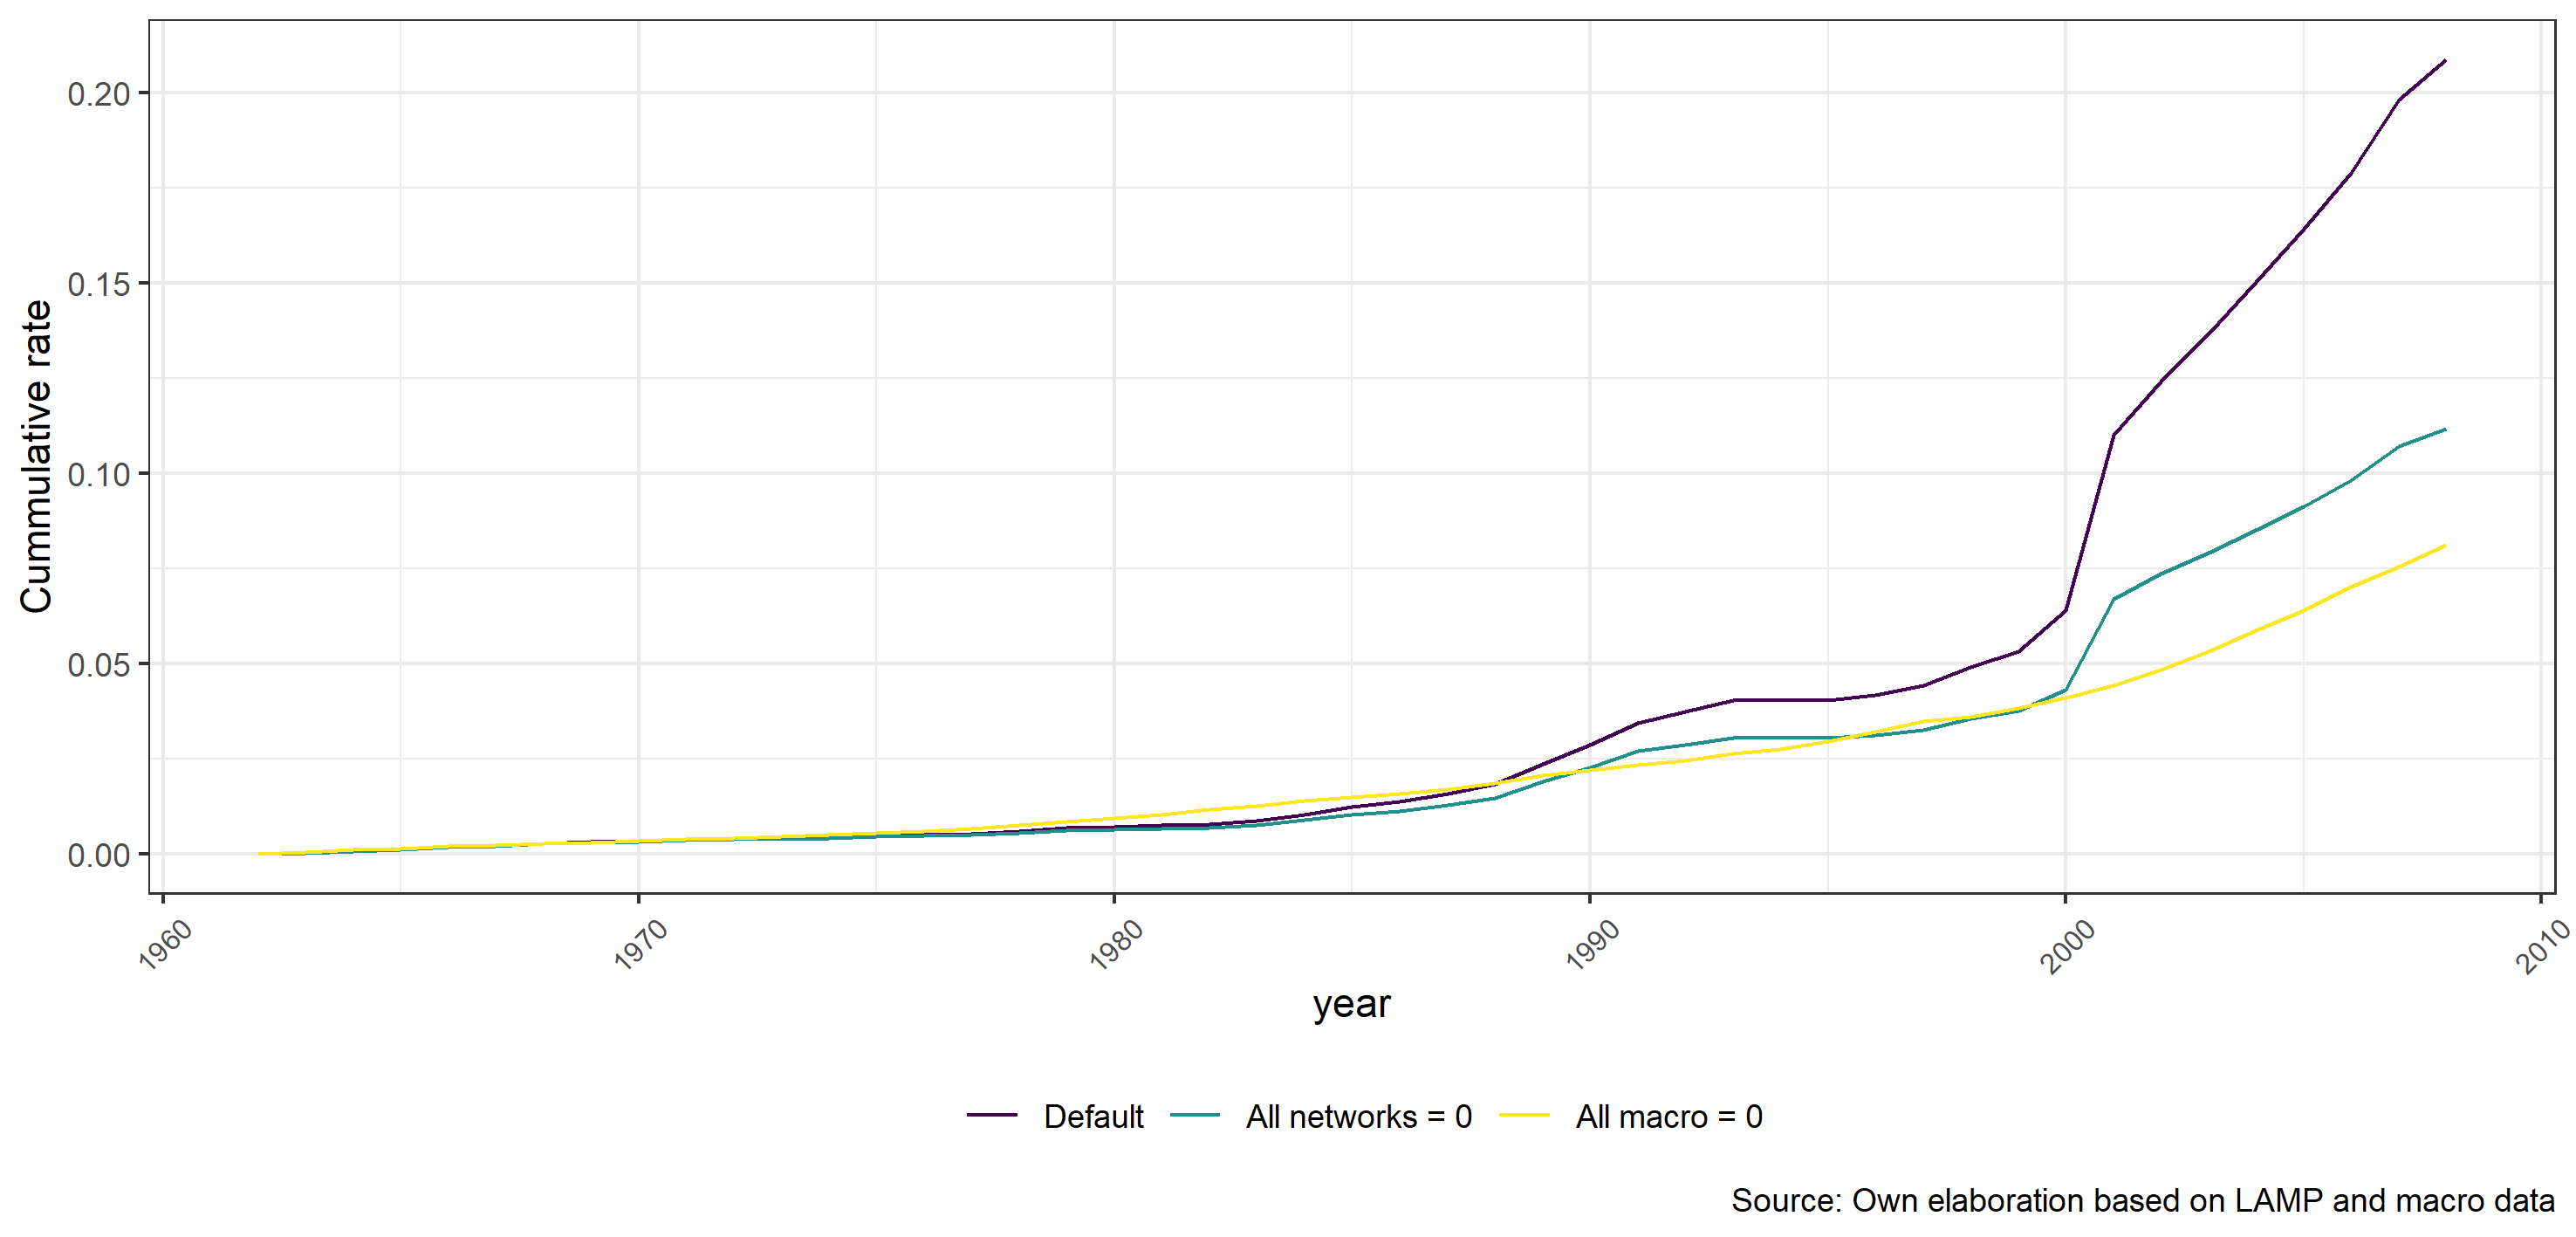 Cummulative rate
0.20
0.15
0.10
0.05
0.00
1960 1970 1980 1990 2000 2010
year
Default All networks = 0 All macro = 0
Source: Own elaboration based on LAMP and macro data